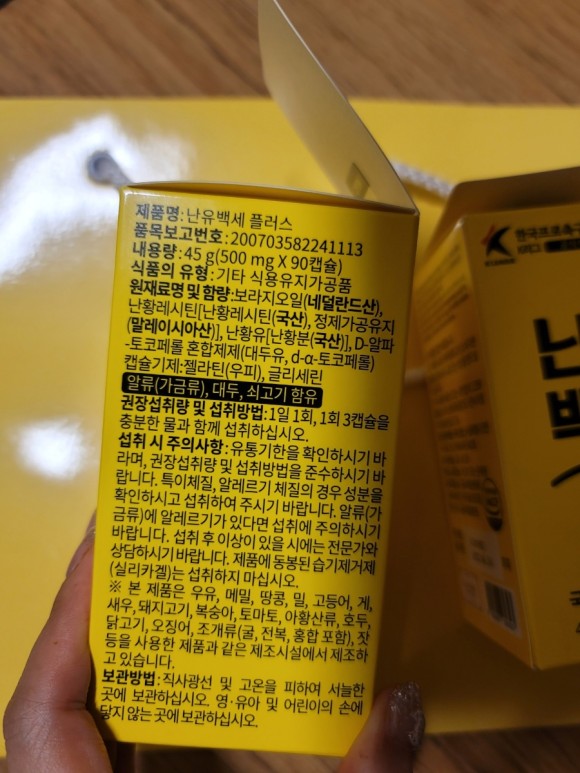 제품명:난유백세 플러스
품목보고번호:200703582241113
내용량:45 g(500 mg X 90캡슐)
식품의 유형:기타 식용유지가공품
원재료명 및 함량:보라지오일(네덜란드산),
난황레시틴[난황레시틴(국산), 정제가공유지
(말레이시아산)], 난황유[난황분(국산)], D-알파
-토코페롤 혼합제제(대두유, d-α-토코페롤)
캡슐기제:젤라틴(우피), 글리세린
알류(가금류), 대두, 쇠고기 함유
권장섭취량 및 섭취방법:1일 1회, 1회 3캡슐을
충분한 물과 함께 섭취하십시오.
섭취 시 주의사항:유통기한을 확인하시기 바
라며, 권장섭취량 및 섭취방법을 준수하시기 바
랍니다. 특이체질, 알레르기 체질의 경우 성분을
확인하시고 섭취하여 주시기 바랍니다. 알류(가
금류)에 알레르기가 있다면 섭취에 주의하시기
바랍니다. 섭취 후 이상이 있을 시에는 전문가와
상담하시기 바랍니다. 제품에 동봉된 습기제거제
(실리카겔)는 섭취하지 마십시오.
※ 본 제품은 우유, 메밀, 땅콩, 밀, 고등어, 게,
새우, 돼지고기, 복숭아, 토마토, 아황산류, 호두,
닭고기, 오징어, 조개류(굴, 전복, 홍합 포함), 잣
등을 사용한 제품과 같은 제조시설에서 제조하
고 있습니다.
보관방법:직사광선 및 고온을 피하여 서늘한
곳에 보관하십시오. 영·유아 및 어린이의 손에
닿지 않는 곳에 보관하십시오.
한국프로축구
난